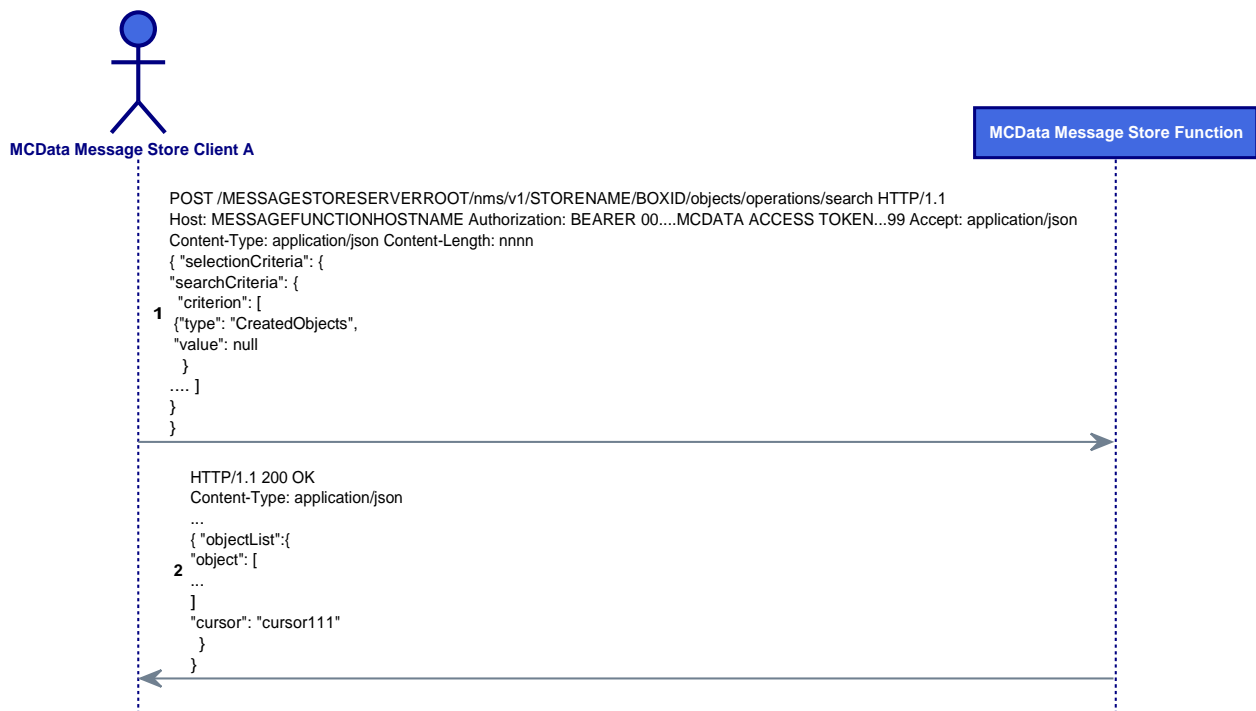 MCData Message Store Client A
MCData Message Store Function
POST /MESSAGESTORESERVERROOT/nms/v1/STORENAME/BOXID/objects/operations/search HTTP/1.1
Host: MESSAGEFUNCTIONHOSTNAME Authorization: BEARER 00....MCDATA ACCESS TOKEN...99 Accept: application/json
Content-Type: application/json Content-Length: nnnn
{ "selectionCriteria": {
"searchCriteria": {
"criterion": [
1
{"type": "CreatedObjects",
"value": null
}
.... ]
}
}
HTTP/1.1 200 OK
Content-Type: application/json
...
{ "objectList":{
"object": [
2
...
]
"cursor": "cursor111"
}
}